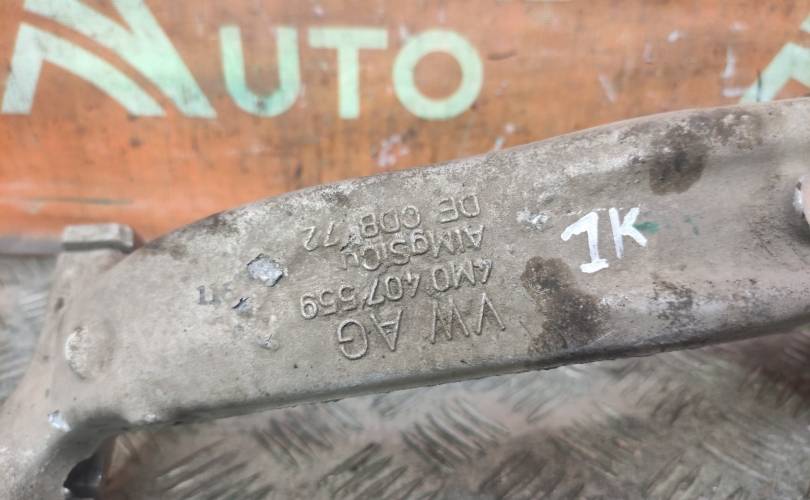 AUTO
VW AG
4M0 407 559
AlMgSiCu
DE CDB 72
1K